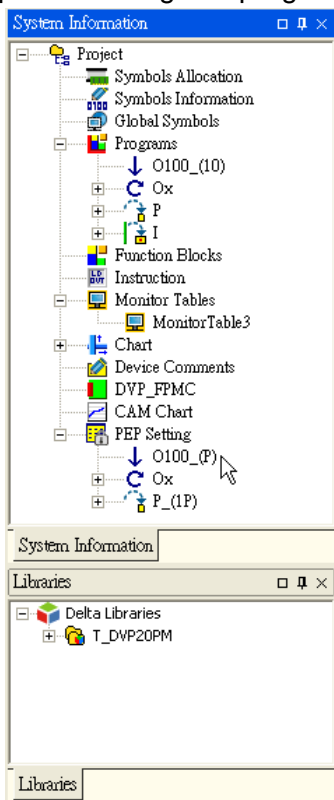 System Information
Project
Symbols Allocation
Symbols Information
Global Symbols
Programs
O100_(10)
Ox
P
I
Function Blocks
Instruction
Monitor Tables
MonitorTable3
Chart
Device Comments
DVP_FPMC
CAM Chart
PEP Setting
O100_(P)
Ox
P_(1P)
System Information
Libraries
Delta Libraries
T_DVP20PM
Libraries